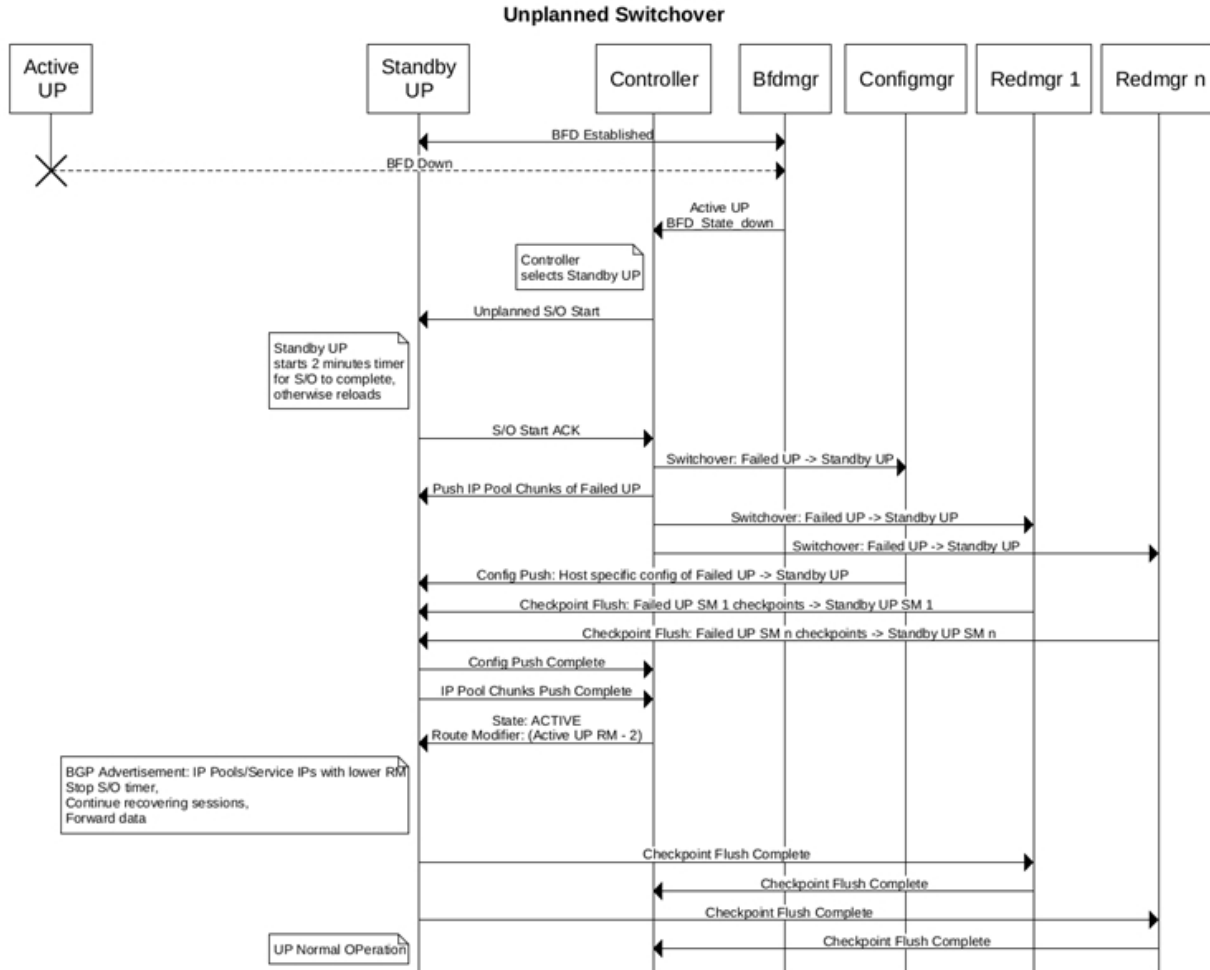 Unplanned Switchover
Active
UP
Standby
UP
Controller
Bfdmgr
Configmgr
Redmgr 1
Redmgr n
BFD Established
BFD Down
Active UP
BFD_State_down
Controller
selects Standby UP
Unplanned S/O Start
Standby UP
starts 2 minutes timer
for S/O to complete,
otherwise reloads
S/O Start ACK
Switchover: Failed UP -> Standby UP
Push IP Pool Chunks of Failed UP
Switchover: Failed UP -> Standby UP
Switchover: Failed UP -> Standby UP
Config Push: Host specific config of Failed UP -> Standby UP
Checkpoint Flush: Failed UP SM 1 checkpoints -> Standby UP SM 1
Checkpoint Flush: Failed UP SM n checkpoints -> Standby UP SM n
Config Push Complete
IP Pool Chunks Push Complete
State: ACTIVE
Route Modifier: (Active UP RM - 2)
BGP Advertisement: IP Pools/Service IPs with lower RM
Stop S/O timer,
Continue recovering sessions,
Forward data
Checkpoint Flush Complete
Checkpoint Flush Complete
Checkpoint Flush Complete
UP Normal OPeration
Checkpoint Flush Complete